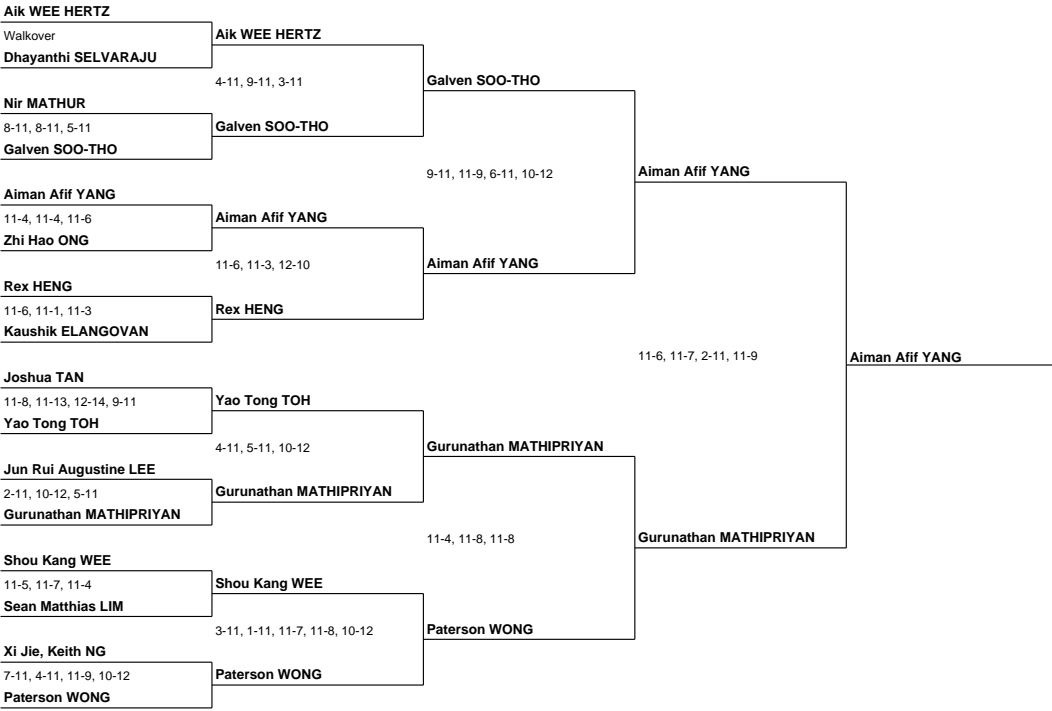 Aik WEE HERTZ
Walkover
Dhayanthi SELVARAJU
Nir MATHUR
8-11, 8-11, 5-11
Galven SOO-THO
Aiman Afif YANG
11-4, 11-4, 11-6
Zhi Hao ONG
Rex HENG
11-6, 11-1, 11-3
Kaushik ELANGOVAN
Joshua TAN
11-8, 11-13, 12-14, 9-11
Yao Tong TOH
Jun Rui Augustine LEE
2-11, 10-12, 5-11
Gurunathan MATHIPRIYAN
Shou Kang WEE
11-5, 11-7, 11-4
Sean Matthias LIM
Xi Jie, Keith NG
7-11, 4-11, 11-9, 10-12
Paterson WONG
Aik WEE HERTZ
4-11, 9-11, 3-11
Galven SOO-THO
Aiman Afif YANG
11-6, 11-3, 12-10
Rex HENG
Yao Tong TOH
4-11, 5-11, 10-12
Gurunathan MATHIPRIYAN
Shou Kang WEE
3-11, 1-11, 11-7, 11-8, 10-12
Paterson WONG
Galven SOO-THO
9-11, 11-9, 6-11, 10-12
Aiman Afif YANG
Gurunathan MATHIPRIYAN
11-4, 11-8, 11-8
Paterson WONG
Aiman Afif YANG
11-6, 11-7, 2-11, 11-9
Gurunathan MATHIPRIYAN
Aiman Afif YANG